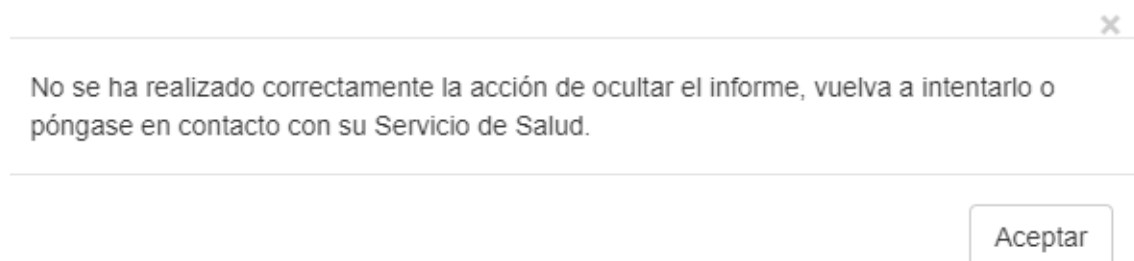 No se ha realizado correctamente la acción de ocultar el informe, vuelva a intentarlo o
póngase en contacto con su Servicio de Salud.
Aceptar